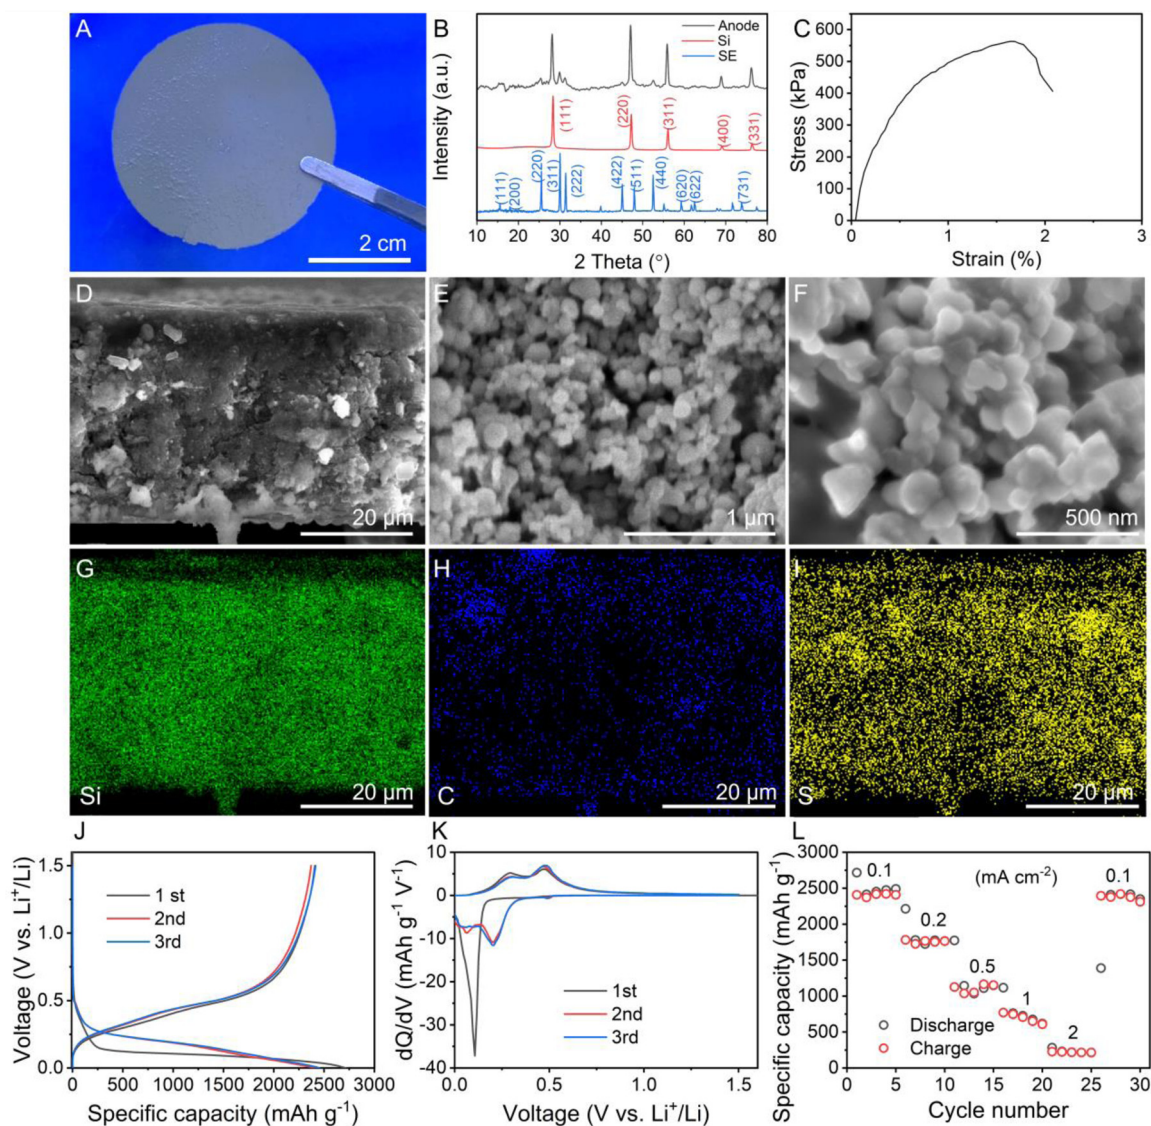 A
2 cm
B
Anode
Si
SE
Intensity (a.u.)
(111)
(220)
(311)
(400)
(331)
(111)
(200)
(220)
(311)
(222)
(422)
(511)
(440)
(620)
(622)
(731)
10 20 30 40 50 60 70 80
2 Theta (°)
C
Stress (kPa)
600
500
400
300
200
100
0
0 1 2 3
Strain (%)
D
20 μm
E
1 μm
F
500 nm
G
Si
20 μm
H
C
20 μm
I
S
20 μm
J
Voltage (V vs. Li⁺/Li)
1.5
1.0
0.5
0.0
1 st
2nd
3rd
0 500 1000 1500 2000 2500 3000
Specific capacity (mAh g⁻¹)
K
dQ/dV (mAh g⁻¹ V⁻¹)
10
0
−10
−20
−30
−40
1st
2nd
3rd
0.0 0.5 1.0 1.5
Voltage (V vs. Li⁺/Li)
L
Specific capacity (mAh g⁻¹)
3000
2500
2000
1500
1000
500
0
0.1
(mA cm⁻²)
0.1
0.2
0.5
1
2
Discharge
Charge
0 5 10 15 20 25 30
Cycle number